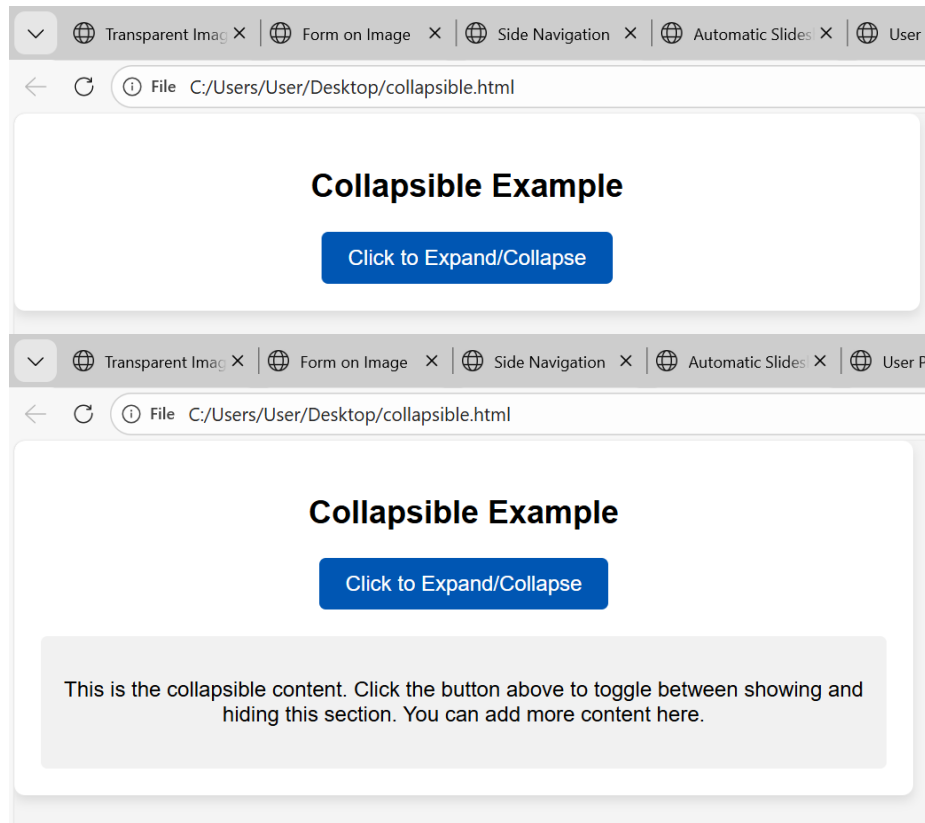 Transparent Imag
Form on Image
Side Navigation
Automatic Slides
User
File C:/Users/User/Desktop/collapsible.html
Collapsible Example
Click to Expand/Collapse
Transparent Imag
Form on Image
Side Navigation
Automatic Slides
User P
File C:/Users/User/Desktop/collapsible.html
Collapsible Example
Click to Expand/Collapse
This is the collapsible content. Click the button above to toggle between showing and
hiding this section. You can add more content here.